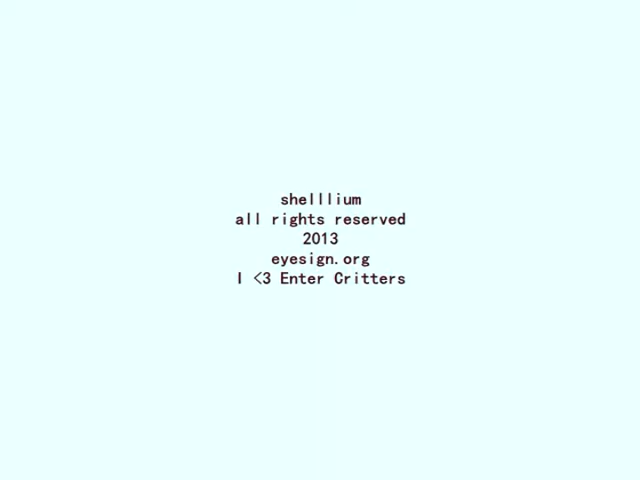 shelllium
all rights reserved
2013
eyesign.org
I <3 Enter Critters